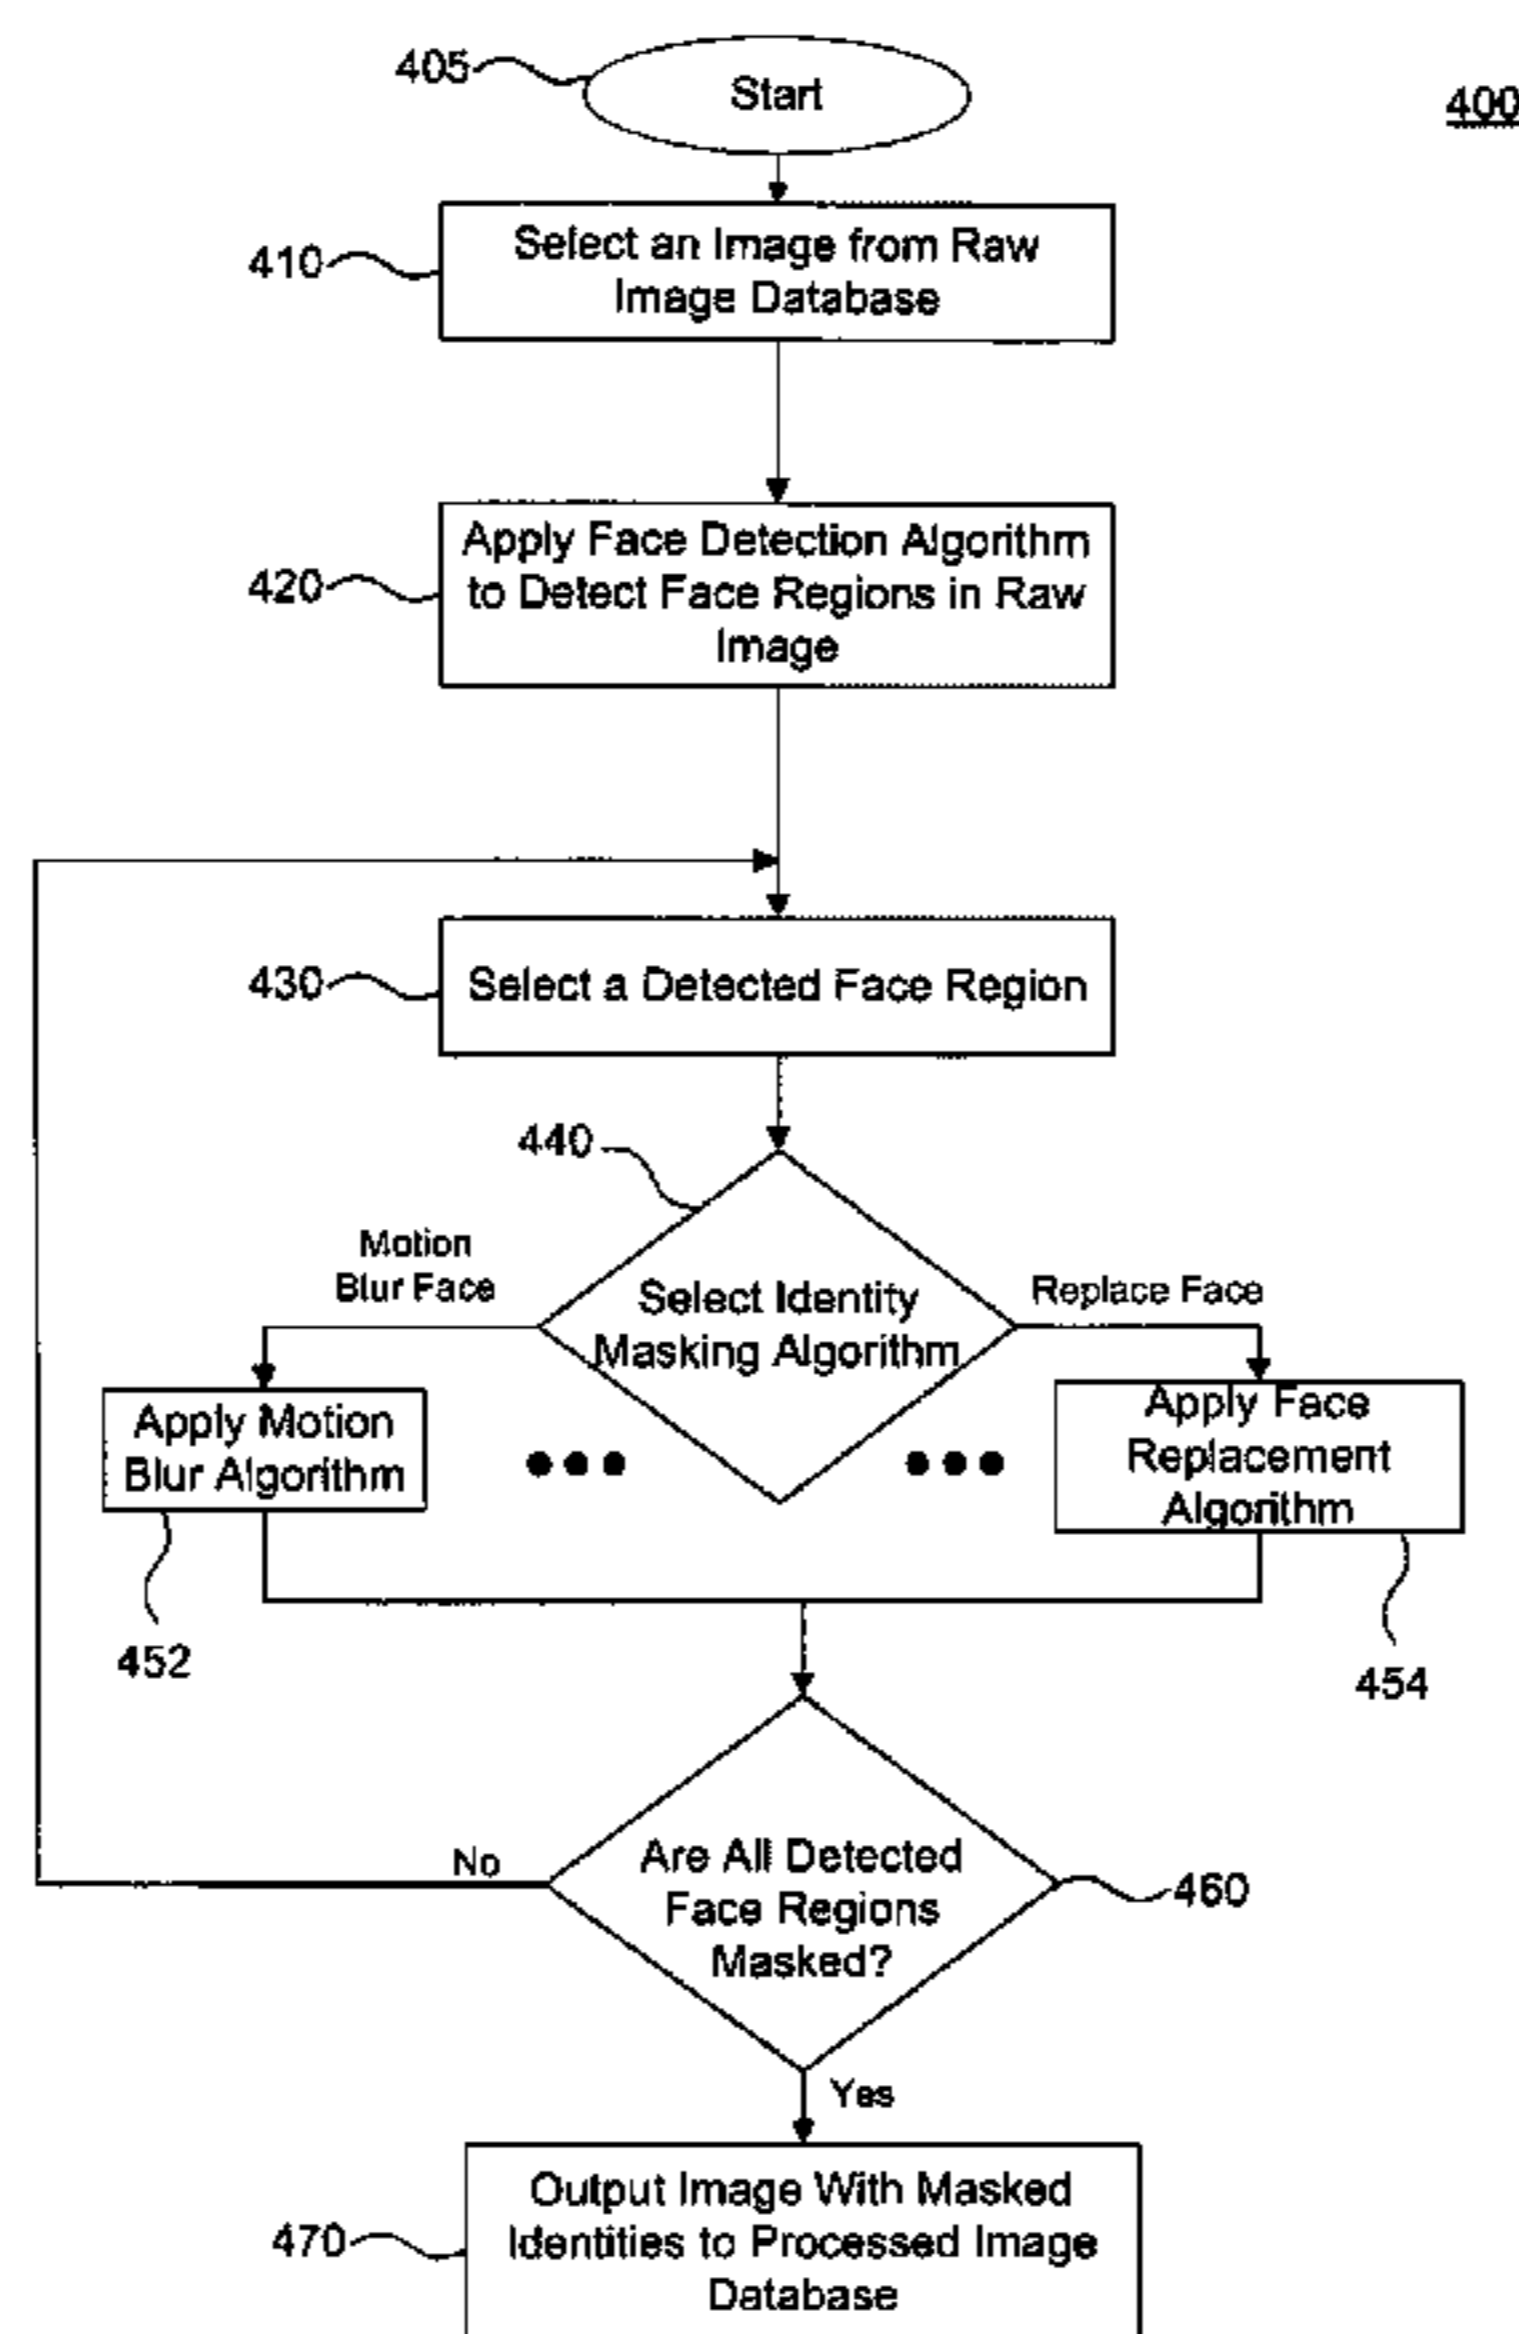 405
Start
400
410
Select an Image from Raw
Image Database
420
Apply Face Detection Algorithm
to Detect Face Regions in Raw
Image
430
Select a Detected Face Region
440
Motion
Blur Face
Select Identity
Masking Algorithm
Replace Face
Apply Motion
Blur Algorithm
Apply Face
Replacement
Algorithm
452
454
No
Are All Detected
Face Regions
Masked?
460
Yes
470
Output Image With Masked
Identities to Processed Image
Database